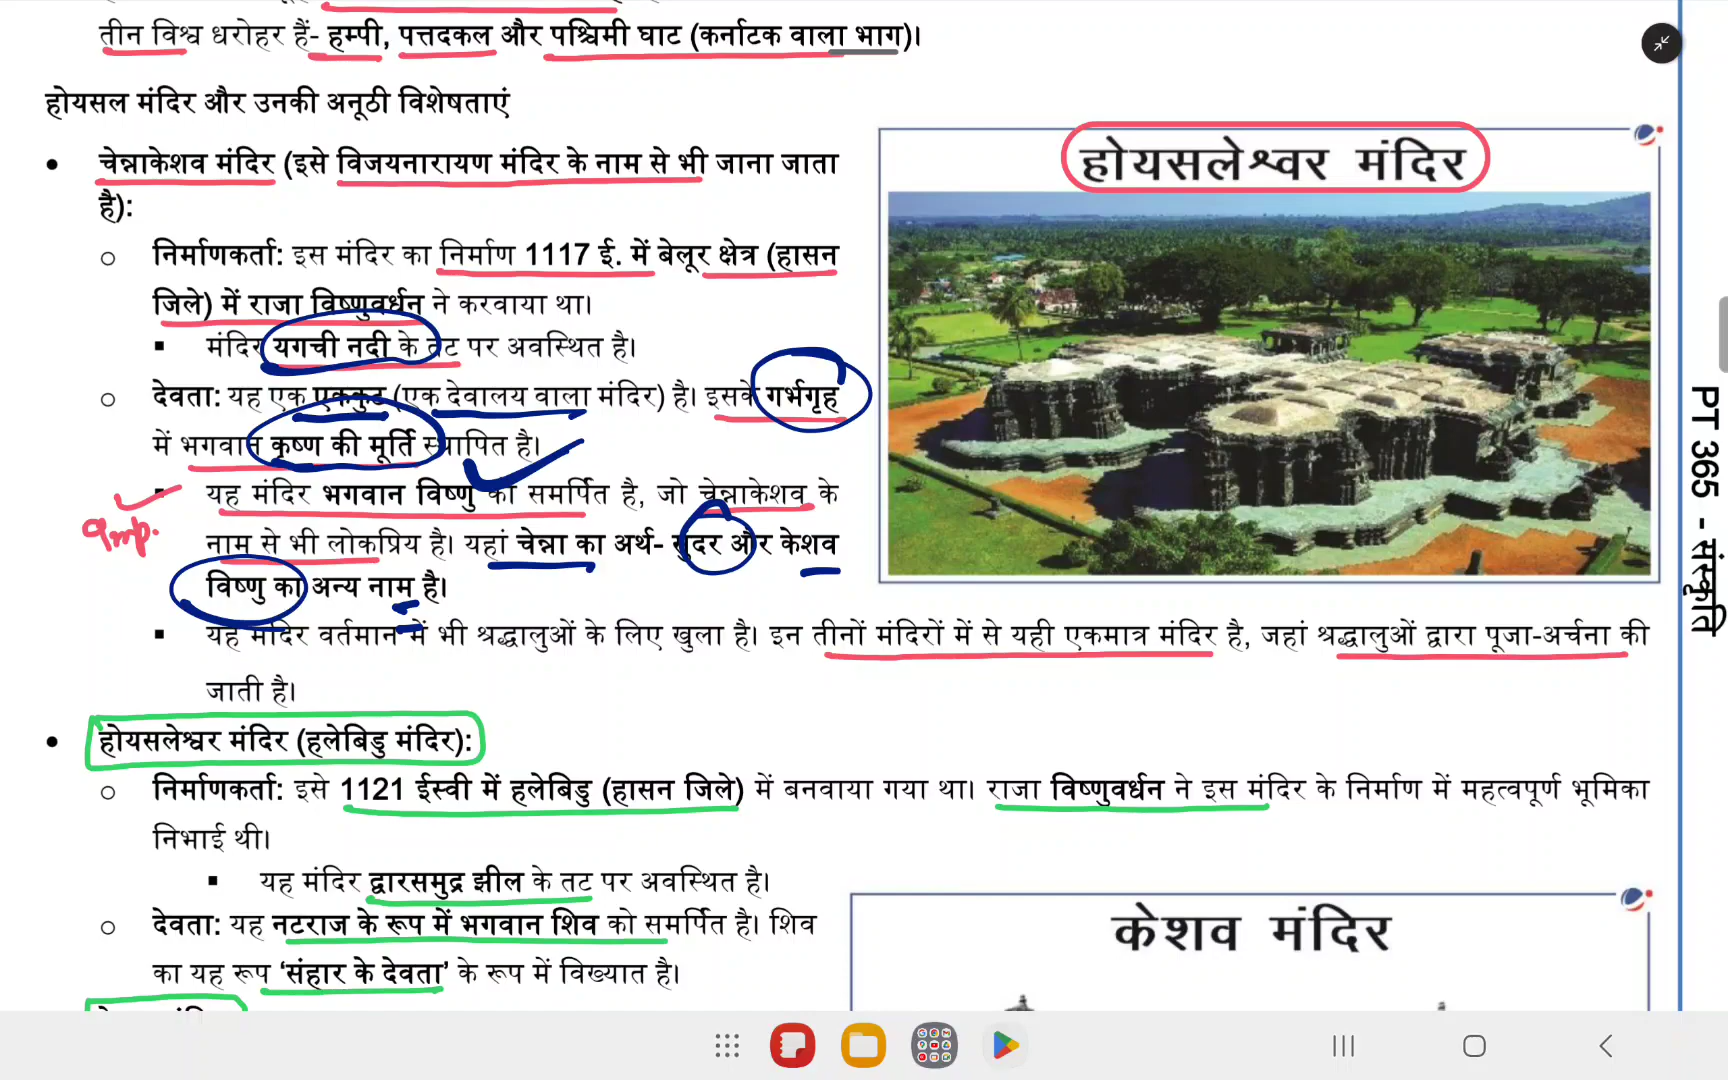 तीन विश्व धरोहर हैं- हम्पी, पत्तदकल और पश्चिमी घाट (कर्नाटक वाला भाग)।
होयसल मंदिर और उनकी अनूठी विशेषताएं
• चेन्नाकेशव मंदिर (इसे विजयनारायण मंदिर के नाम से भी जाना जाता
है):
○ निर्माणकर्ता: इस मंदिर का निर्माण 1117 ई. में बेलूर क्षेत्र (हासन
जिले) में राजा विष्णुवर्धन ने करवाया था।
▪ मंदिर यगची नदी के तट पर अवस्थित है।
○ देवता: यह एक एककुट (एक देवालय वाला मंदिर) है। इसके गर्भगृह
में भगवान कृष्ण की मूर्ति स्थापित है।
▪ यह मंदिर भगवान विष्णु को समर्पित है, जो चेन्नाकेशव के
Imp.
नाम से भी लोकप्रिय है। यहां चेन्ना का अर्थ- सुंदर और केशव
विष्णु का अन्य नाम है।
▪ यह मंदिर वर्तमान में भी श्रद्धालुओं के लिए खुला है। इन तीनों मंदिरों में से यही एकमात्र मंदिर है, जहां श्रद्धालुओं द्वारा पूजा-अर्चना की
जाती है।
होयसलेश्वर मंदिर
• होयसलेश्वर मंदिर (हलेबिडु मंदिर):
○ निर्माणकर्ता: इसे 1121 ईस्वी में हलेबिडु (हासन जिले) में बनवाया गया था। राजा विष्णुवर्धन ने इस मंदिर के निर्माण में महत्वपूर्ण भूमिका
निभाई थी।
▪ यह मंदिर द्वारसमुद्र झील के तट पर अवस्थित है।
○ देवता: यह नटराज के रूप में भगवान शिव को समर्पित है। शिव
का यह रूप ‘संहार के देवता’ के रूप में विख्यात है।
केशव मंदिर
PT 365 - संस्कृति